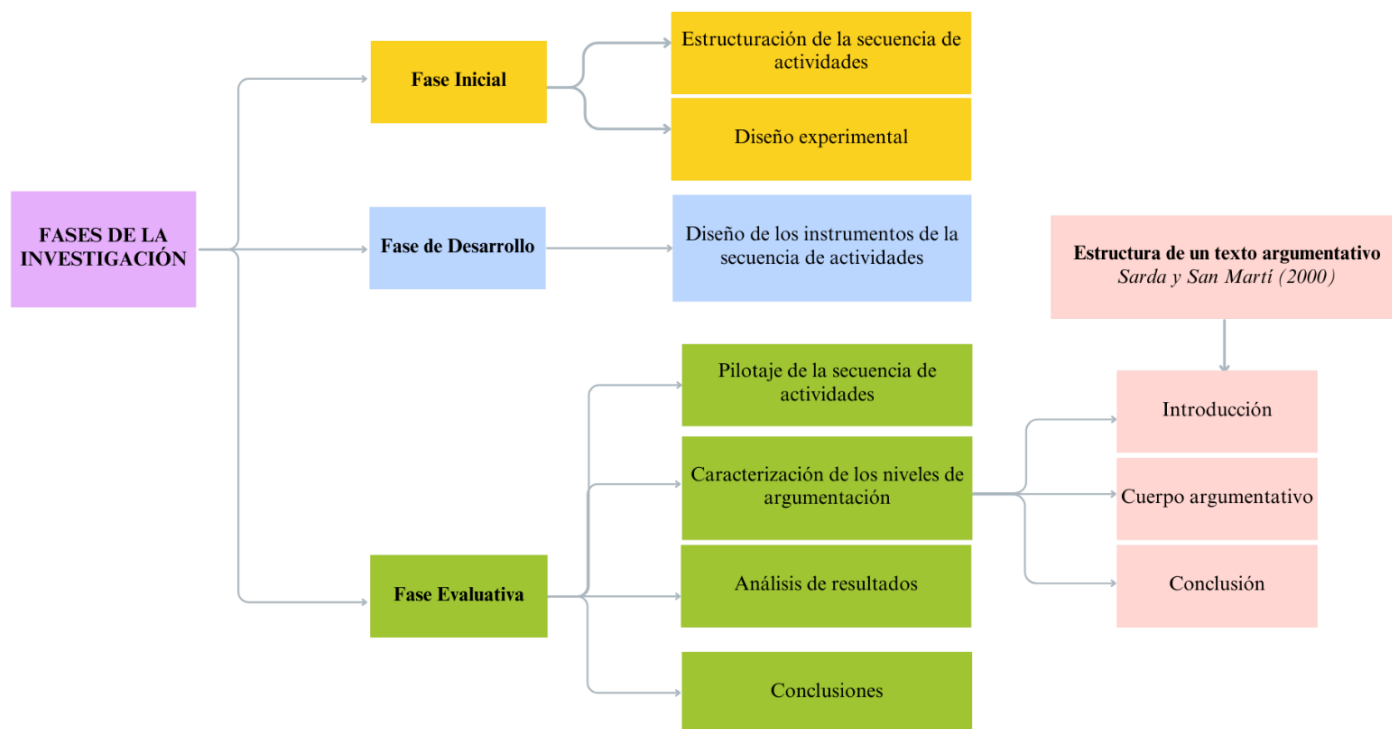 FASES DE LA
INVESTIGACIÓN
Fase Inicial
Estructuración de la secuencia de
actividades
Diseño experimental
Fase de Desarrollo
Diseño de los instrumentos de la
secuencia de actividades
Fase Evaluativa
Pilotaje de la secuencia de
actividades
Caracterización de los niveles de
argumentación
Análisis de resultados
Conclusiones
Estructura de un texto argumentativo
Sarda y San Martí (2000)
Introducción
Cuerpo argumentativo
Conclusión